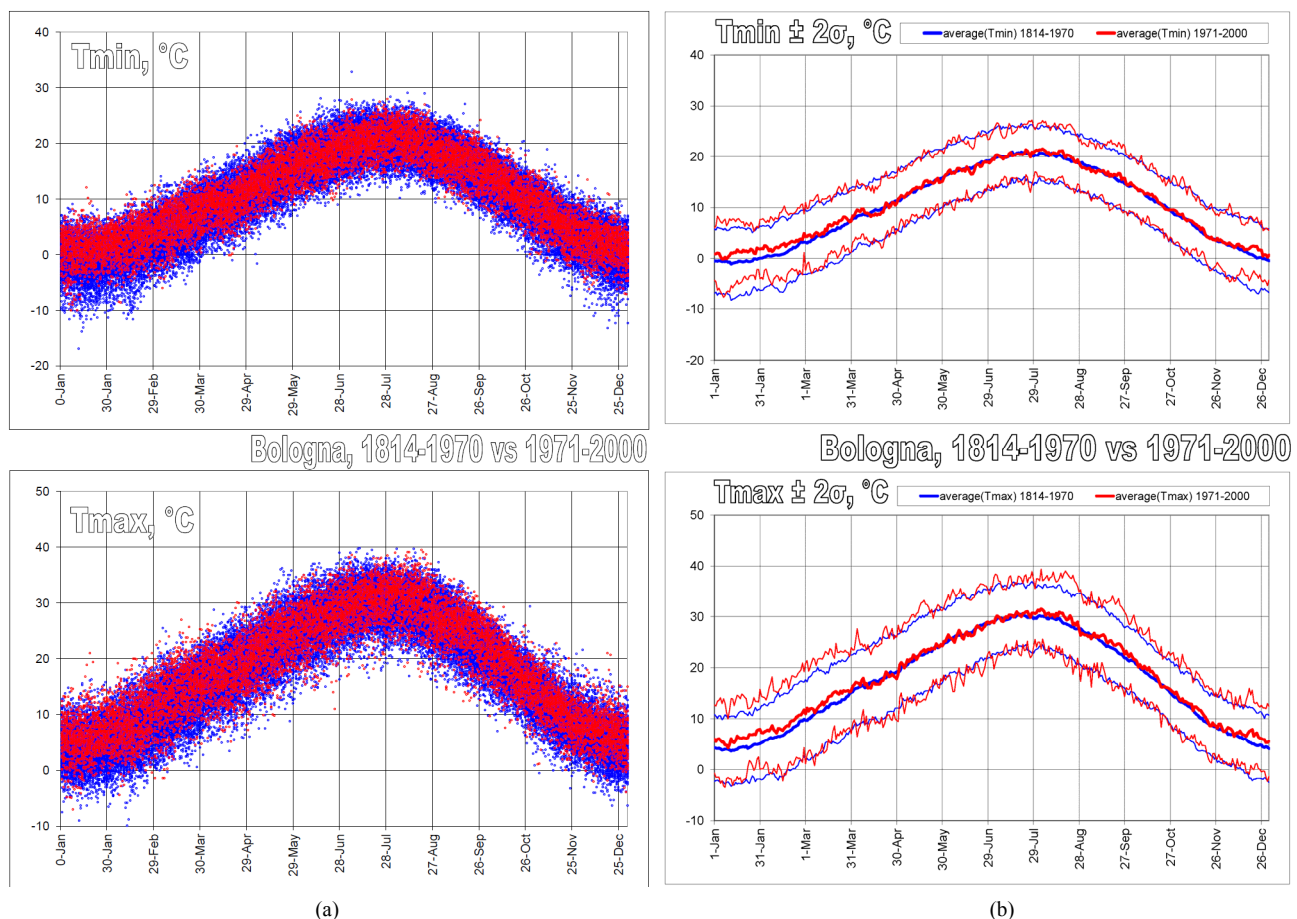 Tmin, °C
40
30
20
10
0
-10
-20
0-Jan
30-Jan
29-Feb
30-Mar
29-Apr
29-May
28-Jun
28-Jul
27-Aug
26-Sep
26-Oct
25-Nov
25-Dec
Tmin ± 2σ, °C
average(Tmin) 1814-1970 average(Tmin) 1971-2000
40
30
20
10
0
-10
-20
1-Jan
31-Jan
1-Mar
31-Mar
30-Apr
30-May
29-Jun
29-Jul
28-Aug
27-Sep
27-Oct
26-Nov
26-Dec
Bologna, 1814-1970 vs 1971-2000
Bologna, 1814-1970 vs 1971-2000
Tmax, °C
50
40
30
20
10
0
-10
0-Jan
30-Jan
29-Feb
30-Mar
29-Apr
29-May
28-Jun
28-Jul
27-Aug
26-Sep
26-Oct
25-Nov
25-Dec
Tmax ± 2σ, °C
average(Tmax) 1814-1970 average(Tmax) 1971-2000
50
40
30
20
10
0
-10
1-Jan
31-Jan
1-Mar
31-Mar
30-Apr
30-May
29-Jun
29-Jul
28-Aug
27-Sep
27-Oct
26-Nov
26-Dec
(a)
(b)